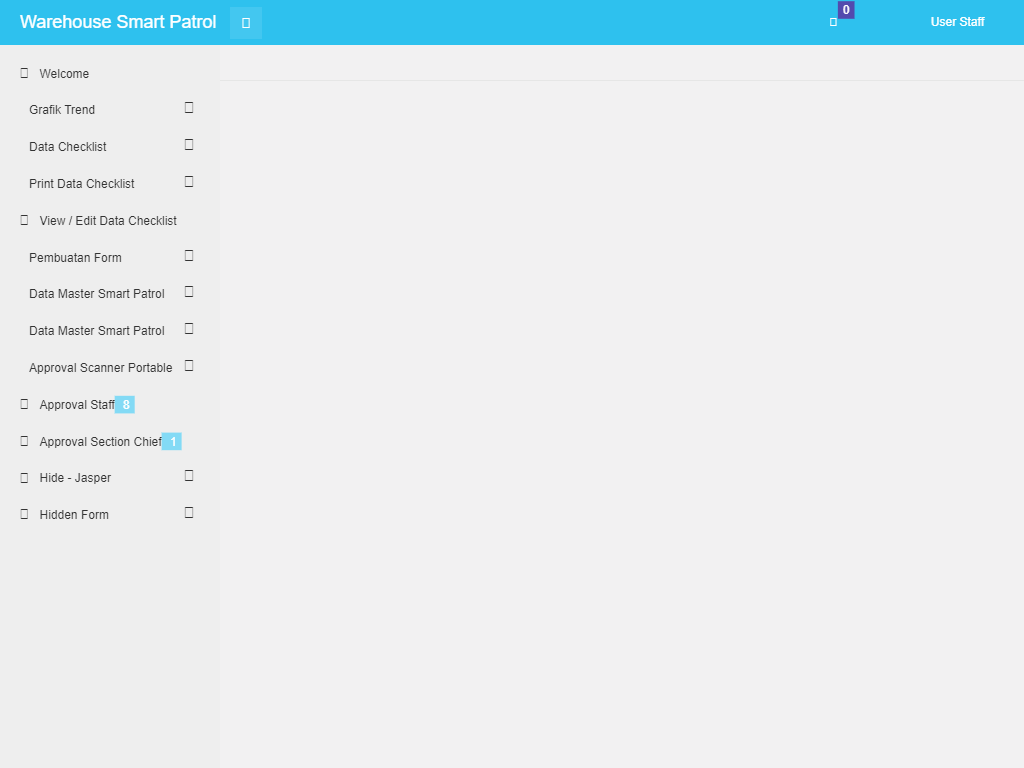 Warehouse Smart Patrol
0
User Staff
Welcome
Grafik Trend
Data Checklist
Print Data Checklist
View / Edit Data Checklist
Pembuatan Form
Data Master Smart Patrol
Data Master Smart Patrol
Approval Scanner Portable
Approval Staff 8
Approval Section Chief 1
Hide - Jasper
Hidden Form